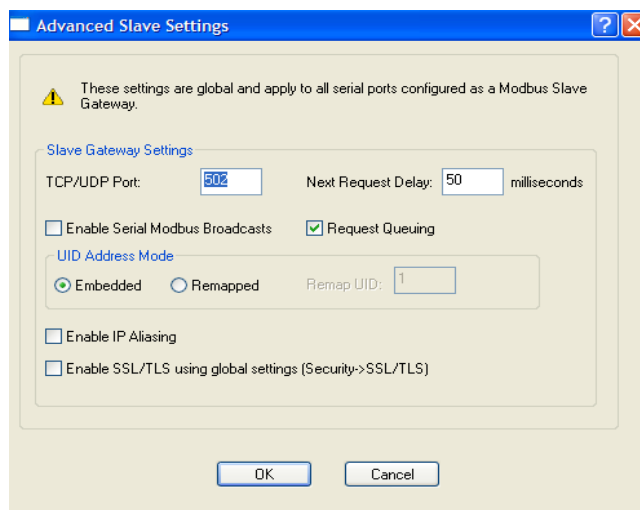 Advanced Slave Settings
These settings are global and apply to all serial ports configured as a Modbus Slave
Gateway.
Slave Gateway Settings
TCP/UDP Port: 502 Next Request Delay: 50 milliseconds
Enable Serial Modbus Broadcasts Request Queuing
UID Address Mode
Embedded Remapped Remap UID: 1
Enable IP Aliasing
Enable SSL/TLS using global settings (Security->SSL/TLS)
OK Cancel